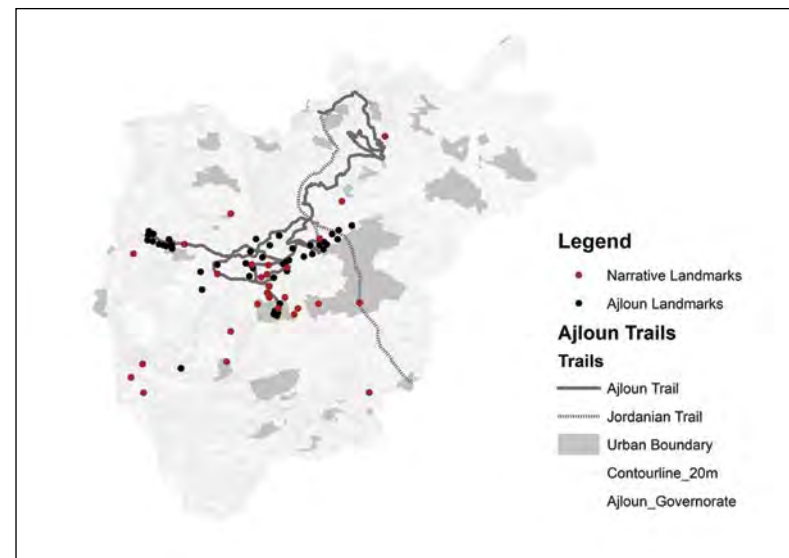 Legend
Narrative Landmarks
Ajloun Landmarks
Ajloun Trails
Trails
Ajloun Trail
Jordanian Trail
Urban Boundary
Contourline_20m
Ajloun_Governorate